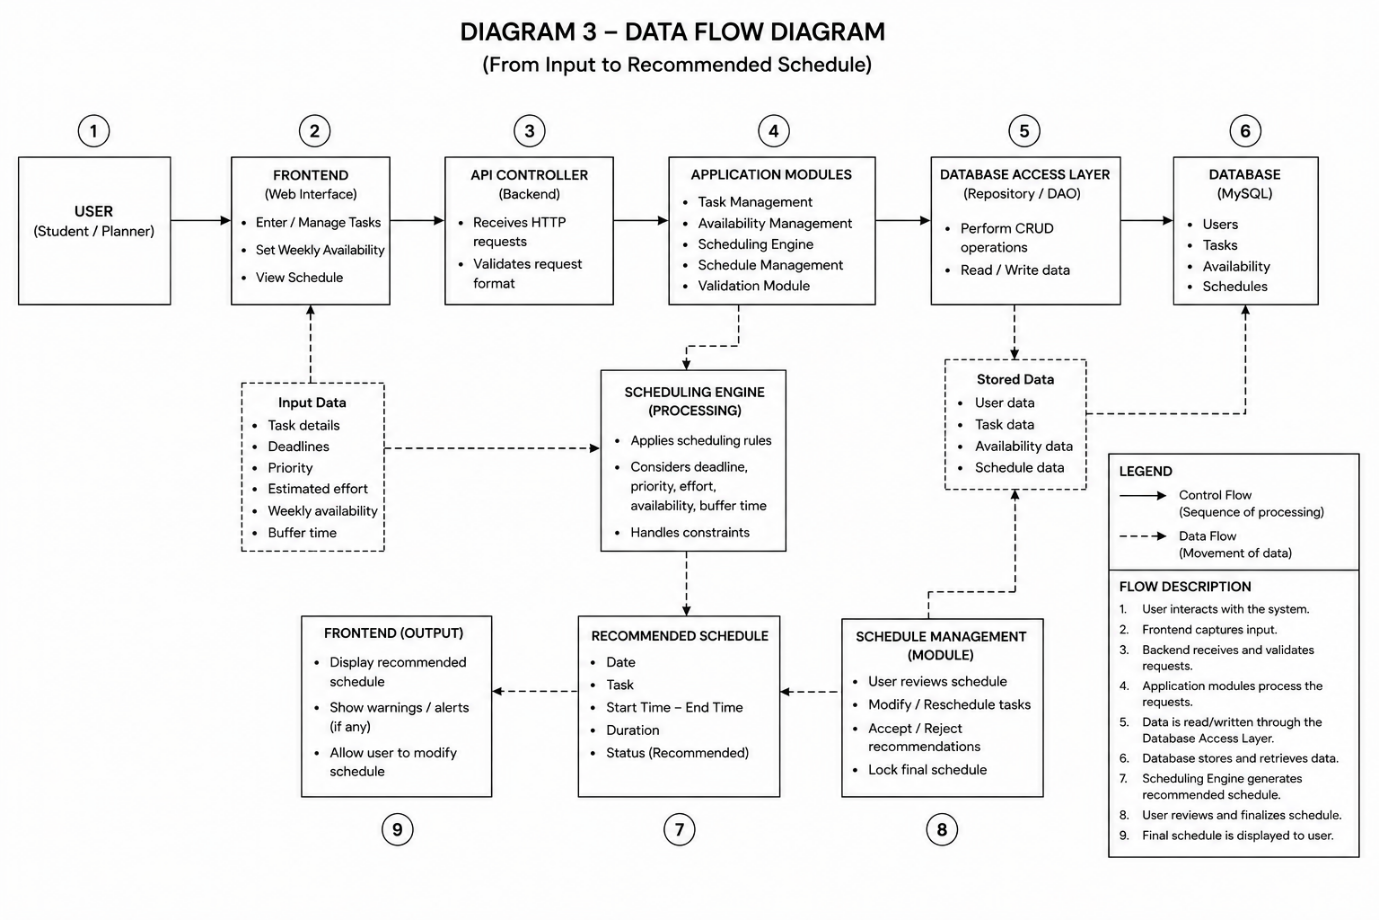 DIAGRAM 3 – DATA FLOW DIAGRAM
(From Input to Recommended Schedule)
1
USER
(Student / Planner)
2
FRONTEND
(Web Interface)
• Enter / Manage Tasks
• Set Weekly Availability
• View Schedule
3
API CONTROLLER
(Backend)
• Receives HTTP
requests
• Validates request
format
4
APPLICATION MODULES
• Task Management
• Availability Management
• Scheduling Engine
• Schedule Management
• Validation Module
5
DATABASE ACCESS LAYER
(Repository / DAO)
• Perform CRUD
operations
• Read / Write data
6
DATABASE
(MySQL)
• Users
• Tasks
• Availability
• Schedules
Input Data
• Task details
• Deadlines
• Priority
• Estimated effort
• Weekly availability
• Buffer time
SCHEDULING ENGINE
(PROCESSING)
• Applies scheduling rules
• Considers deadline,
priority, effort,
availability, buffer time
• Handles constraints
Stored Data
• User data
• Task data
• Availability data
• Schedule data
FRONTEND (OUTPUT)
• Display recommended
schedule
• Show warnings / alerts
(if any)
• Allow user to modify
schedule
9
RECOMMENDED SCHEDULE
• Date
• Task
• Start Time – End Time
• Duration
• Status (Recommended)
7
SCHEDULE MANAGEMENT
(MODULE)
• User reviews schedule
• Modify / Reschedule tasks
• Accept / Reject
recommendations
• Lock final schedule
8
LEGEND
Control Flow
(Sequence of processing)
Data Flow
(Movement of data)
FLOW DESCRIPTION
1. User interacts with the system.
2. Frontend captures input.
3. Backend receives and validates
requests.
4. Application modules process the
requests.
5. Data is read/written through the
Database Access Layer.
6. Database stores and retrieves data.
7. Scheduling Engine generates
recommended schedule.
8. User reviews and finalizes schedule.
9. Final schedule is displayed to user.